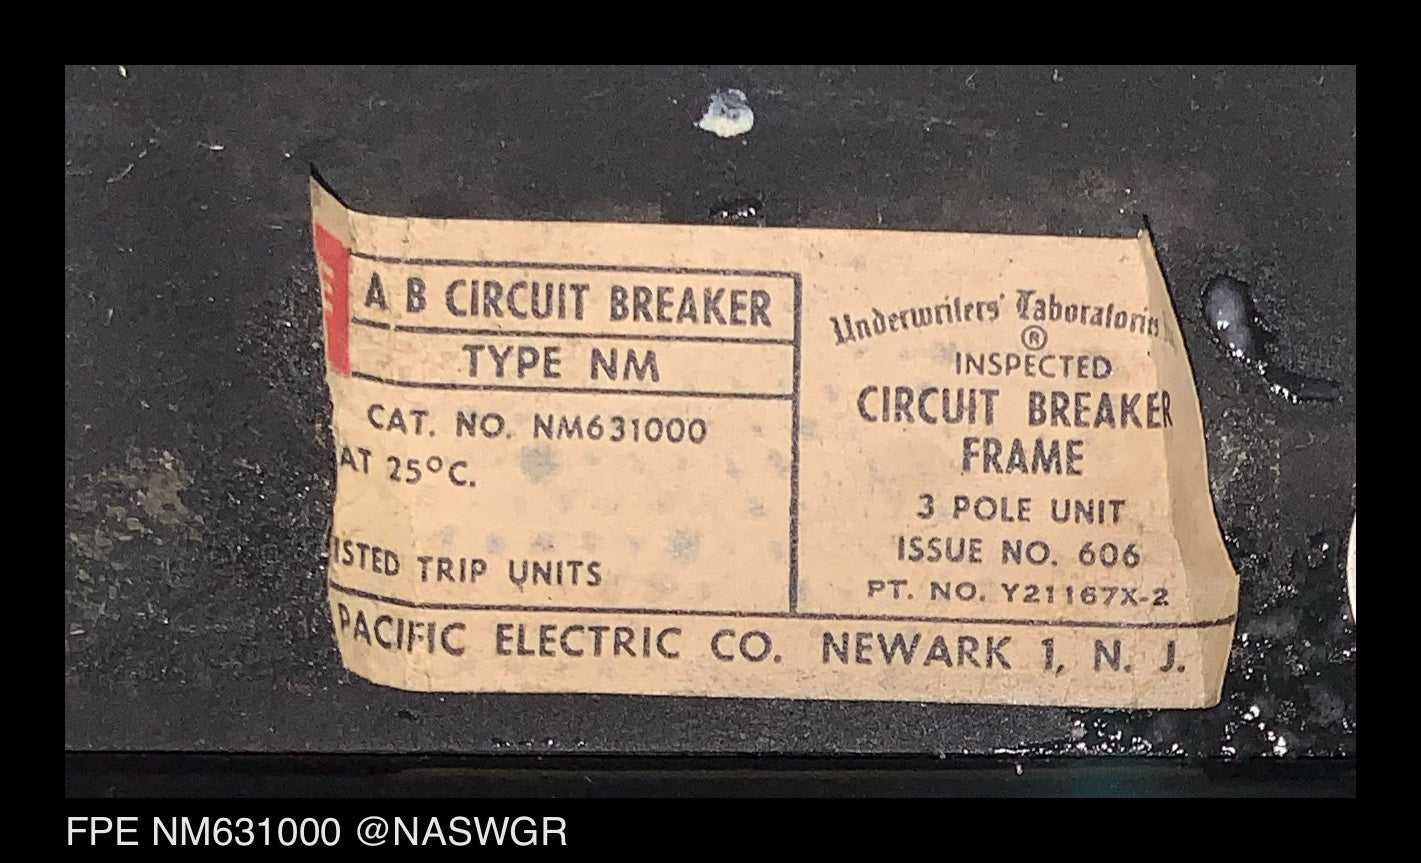 A B CIRCUIT BREAKER
TYPE NM
CAT. NO. NM631000
AT 25°C.
ISTED TRIP UNITS
Underwriters' Laboratories
®
INSPECTED
CIRCUIT BREAKER
FRAME
3 POLE UNIT
ISSUE NO. 606
PT. NO. Y21167X-2
PACIFIC ELECTRIC CO. NEWARK 1, N. J.
FPE NM631000 @NASWGR